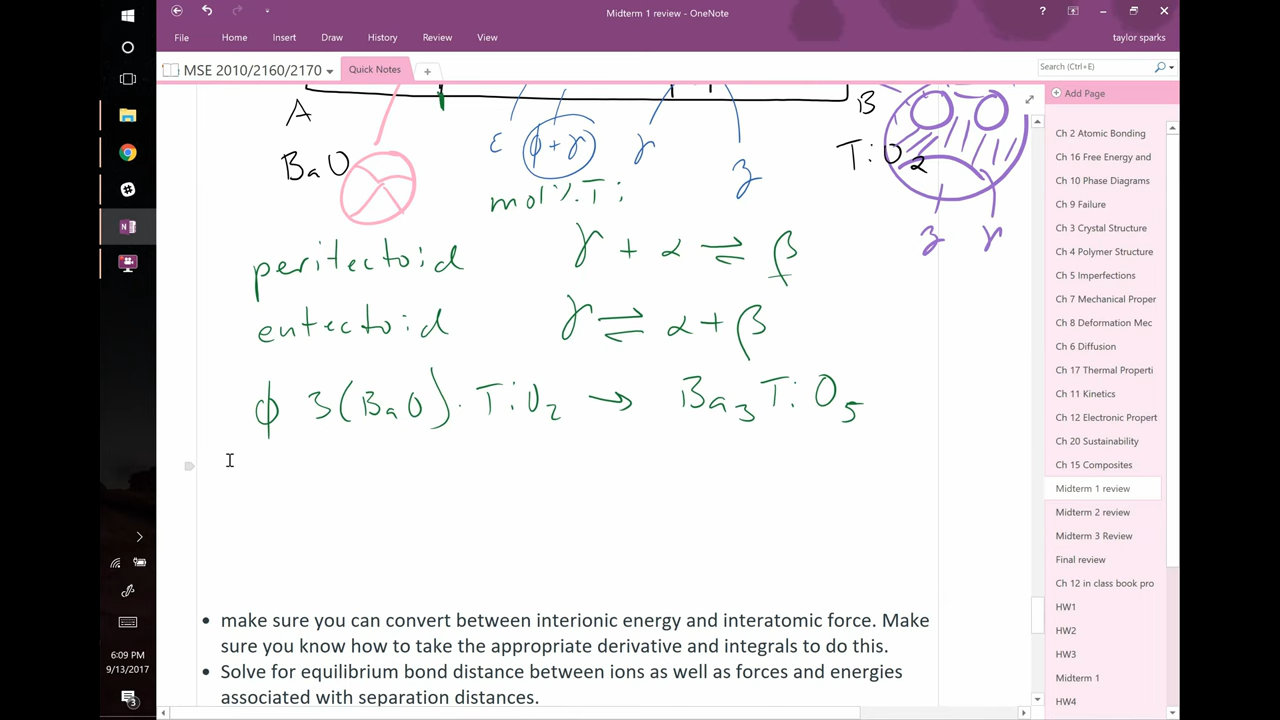 Midterm 1 review - OneNote
taylor sparks
File Home Insert Draw History Review View
MSE 2010/2160/2170
Quick Notes
Search (Ctrl+E)
Add Page
Ch 2 Atomic Bonding
Ch 16 Free Energy and
Ch 10 Phase Diagrams
Ch 9 Failure
Ch 3 Crystal Structure
Ch 4 Polymer Structure
Ch 5 Imperfections
Ch 7 Mechanical Proper
Ch 8 Deformation Mec
Ch 6 Diffusion
Ch 17 Thermal Properti
Ch 11 Kinetics
Ch 12 Electronic Propert
Ch 20 Sustainability
Ch 15 Composites
Midterm 1 review
Midterm 2 review
Midterm 3 Review
Final review
Ch 12 in class book pro
HW1
HW2
HW3
Midterm 1
HW4
A B
BaO TiO2
ε φ + γ γ 3
mol % Ti
3 γ
peritectoid γ + α ⇌ β
eutectoid γ ⇌ α + β
φ 3(BaO)·TiO2 → Ba3TiO5
• make sure you can convert between interionic energy and interatomic force. Make
sure you know how to take the appropriate derivative and integrals to do this.
• Solve for equilibrium bond distance between ions as well as forces and energies
associated with separation distances.
6:09 PM
9/13/2017
3